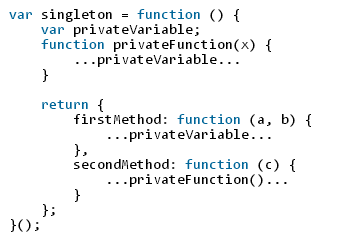 var singleton = function () {
    var privateVariable;
    function privateFunction(x) {
        ...privateVariable...
    }

    return {
        firstMethod: function (a, b) {
            ...privateVariable...
        },
        secondMethod: function (c) {
            ...privateFunction()...
        }
    };
}();